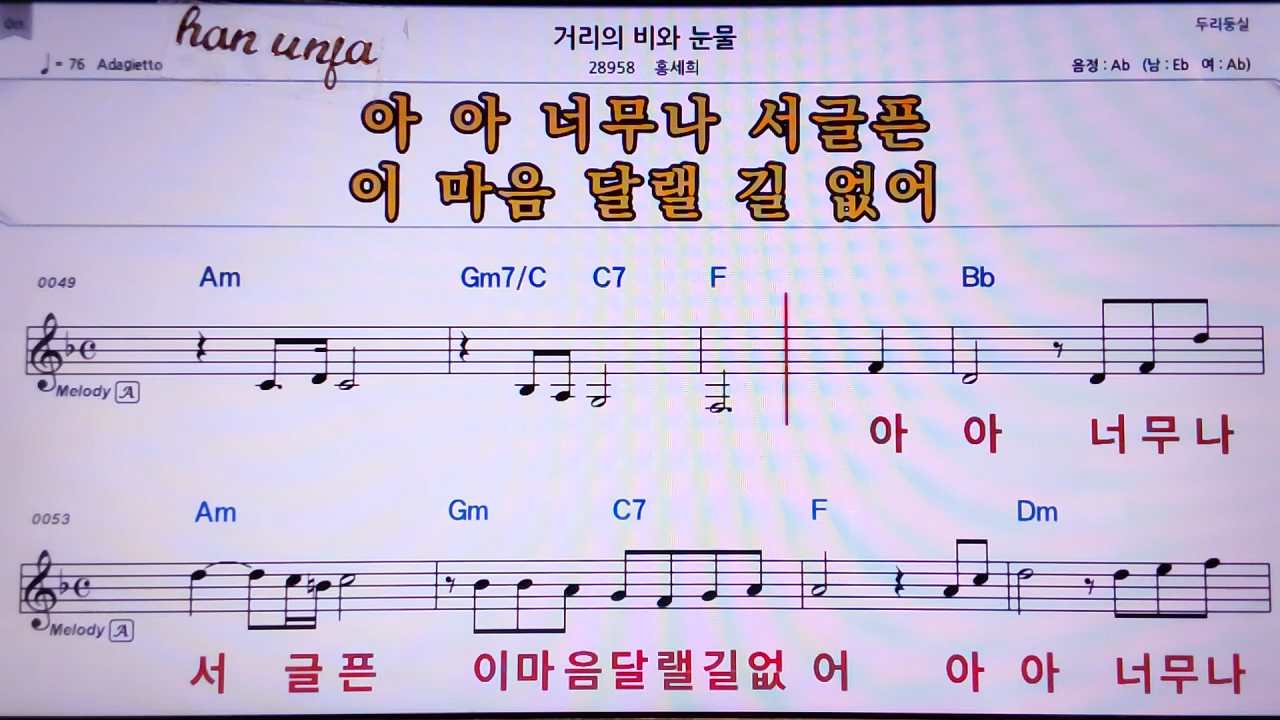 han unfa
거리의 비와 눈물
두리둥실
♩= 76 Adagietto
28958 홍세희
음정 : Ab (남 : Eb 여 : Ab)
아 아 너무나 서글픈
이 마음 달랠 길 없어
0049 Am Gm7/C C7 F Bb
Melody A
아 아 너 무 나
0053 Am Gm C7 F Dm
Melody A
서 글 픈 이 마 음 달 랠 길 없 어 아 아 너 무 나